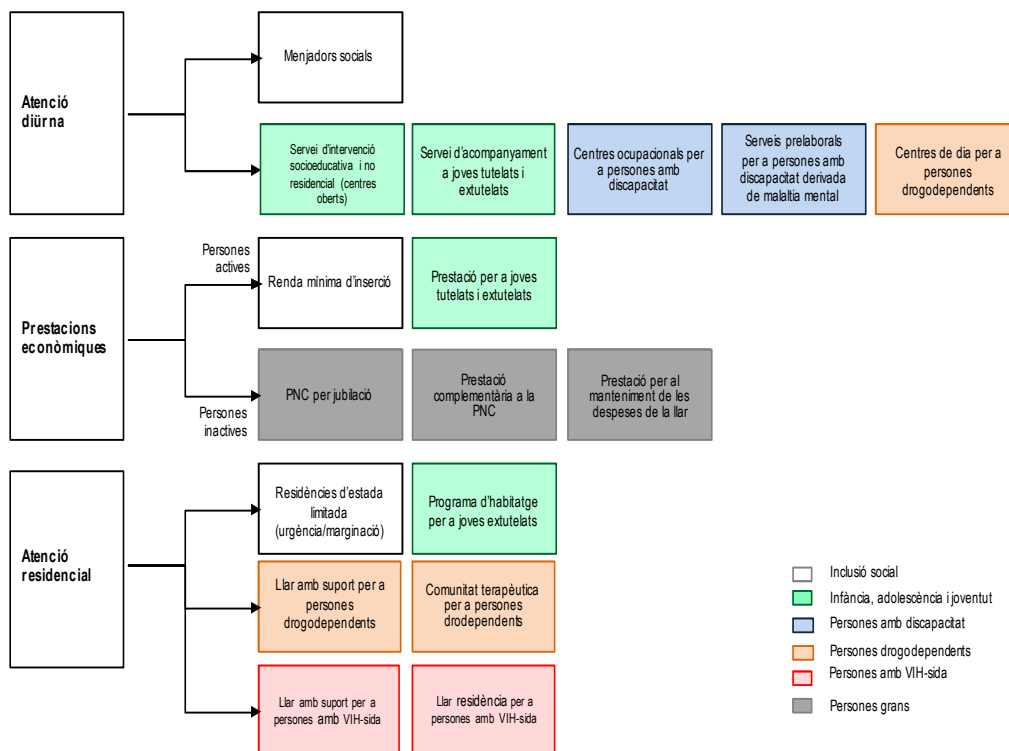 Menjadors socials
Atenció
diürna
Servei d'intervenció
socioeducativa i no
residencial (centres
oberts)
Servei d'acompanyament
a joves tutelats i
extutelats
Centres ocupacionals per
a persones amb
discapacitat
Serveis prelaborals
per a persones amb
discapacitat derivada
de malaltia mental
Centres de dia per a
persones
drogodependents
Persones
actives
Renda mínima d'inserció
Prestació per a joves
tutelats i extutelats
Prestacions
econòmiques
Persones
inactives
PNC per jubilació
Prestació
complementària a la
PNC
Prestació per al
manteniment de les
despeses de la llar
Residències d'estada
limitada
(urgència/marginació)
Programa d'habitatge
per a joves extutelats
Atenció
residencial
Llar amb suport per a
persones
drogodependents
Comunitat terapèutica
per a persones
drodependents
Llar amb suport per a
persones amb VIH-sida
Llar residència per a
persones amb VIH-sida
Inclusió social
Infància, adolescència i joventut
Persones amb discapacitat
Persones drogodependents
Persones amb VIH-sida
Persones grans